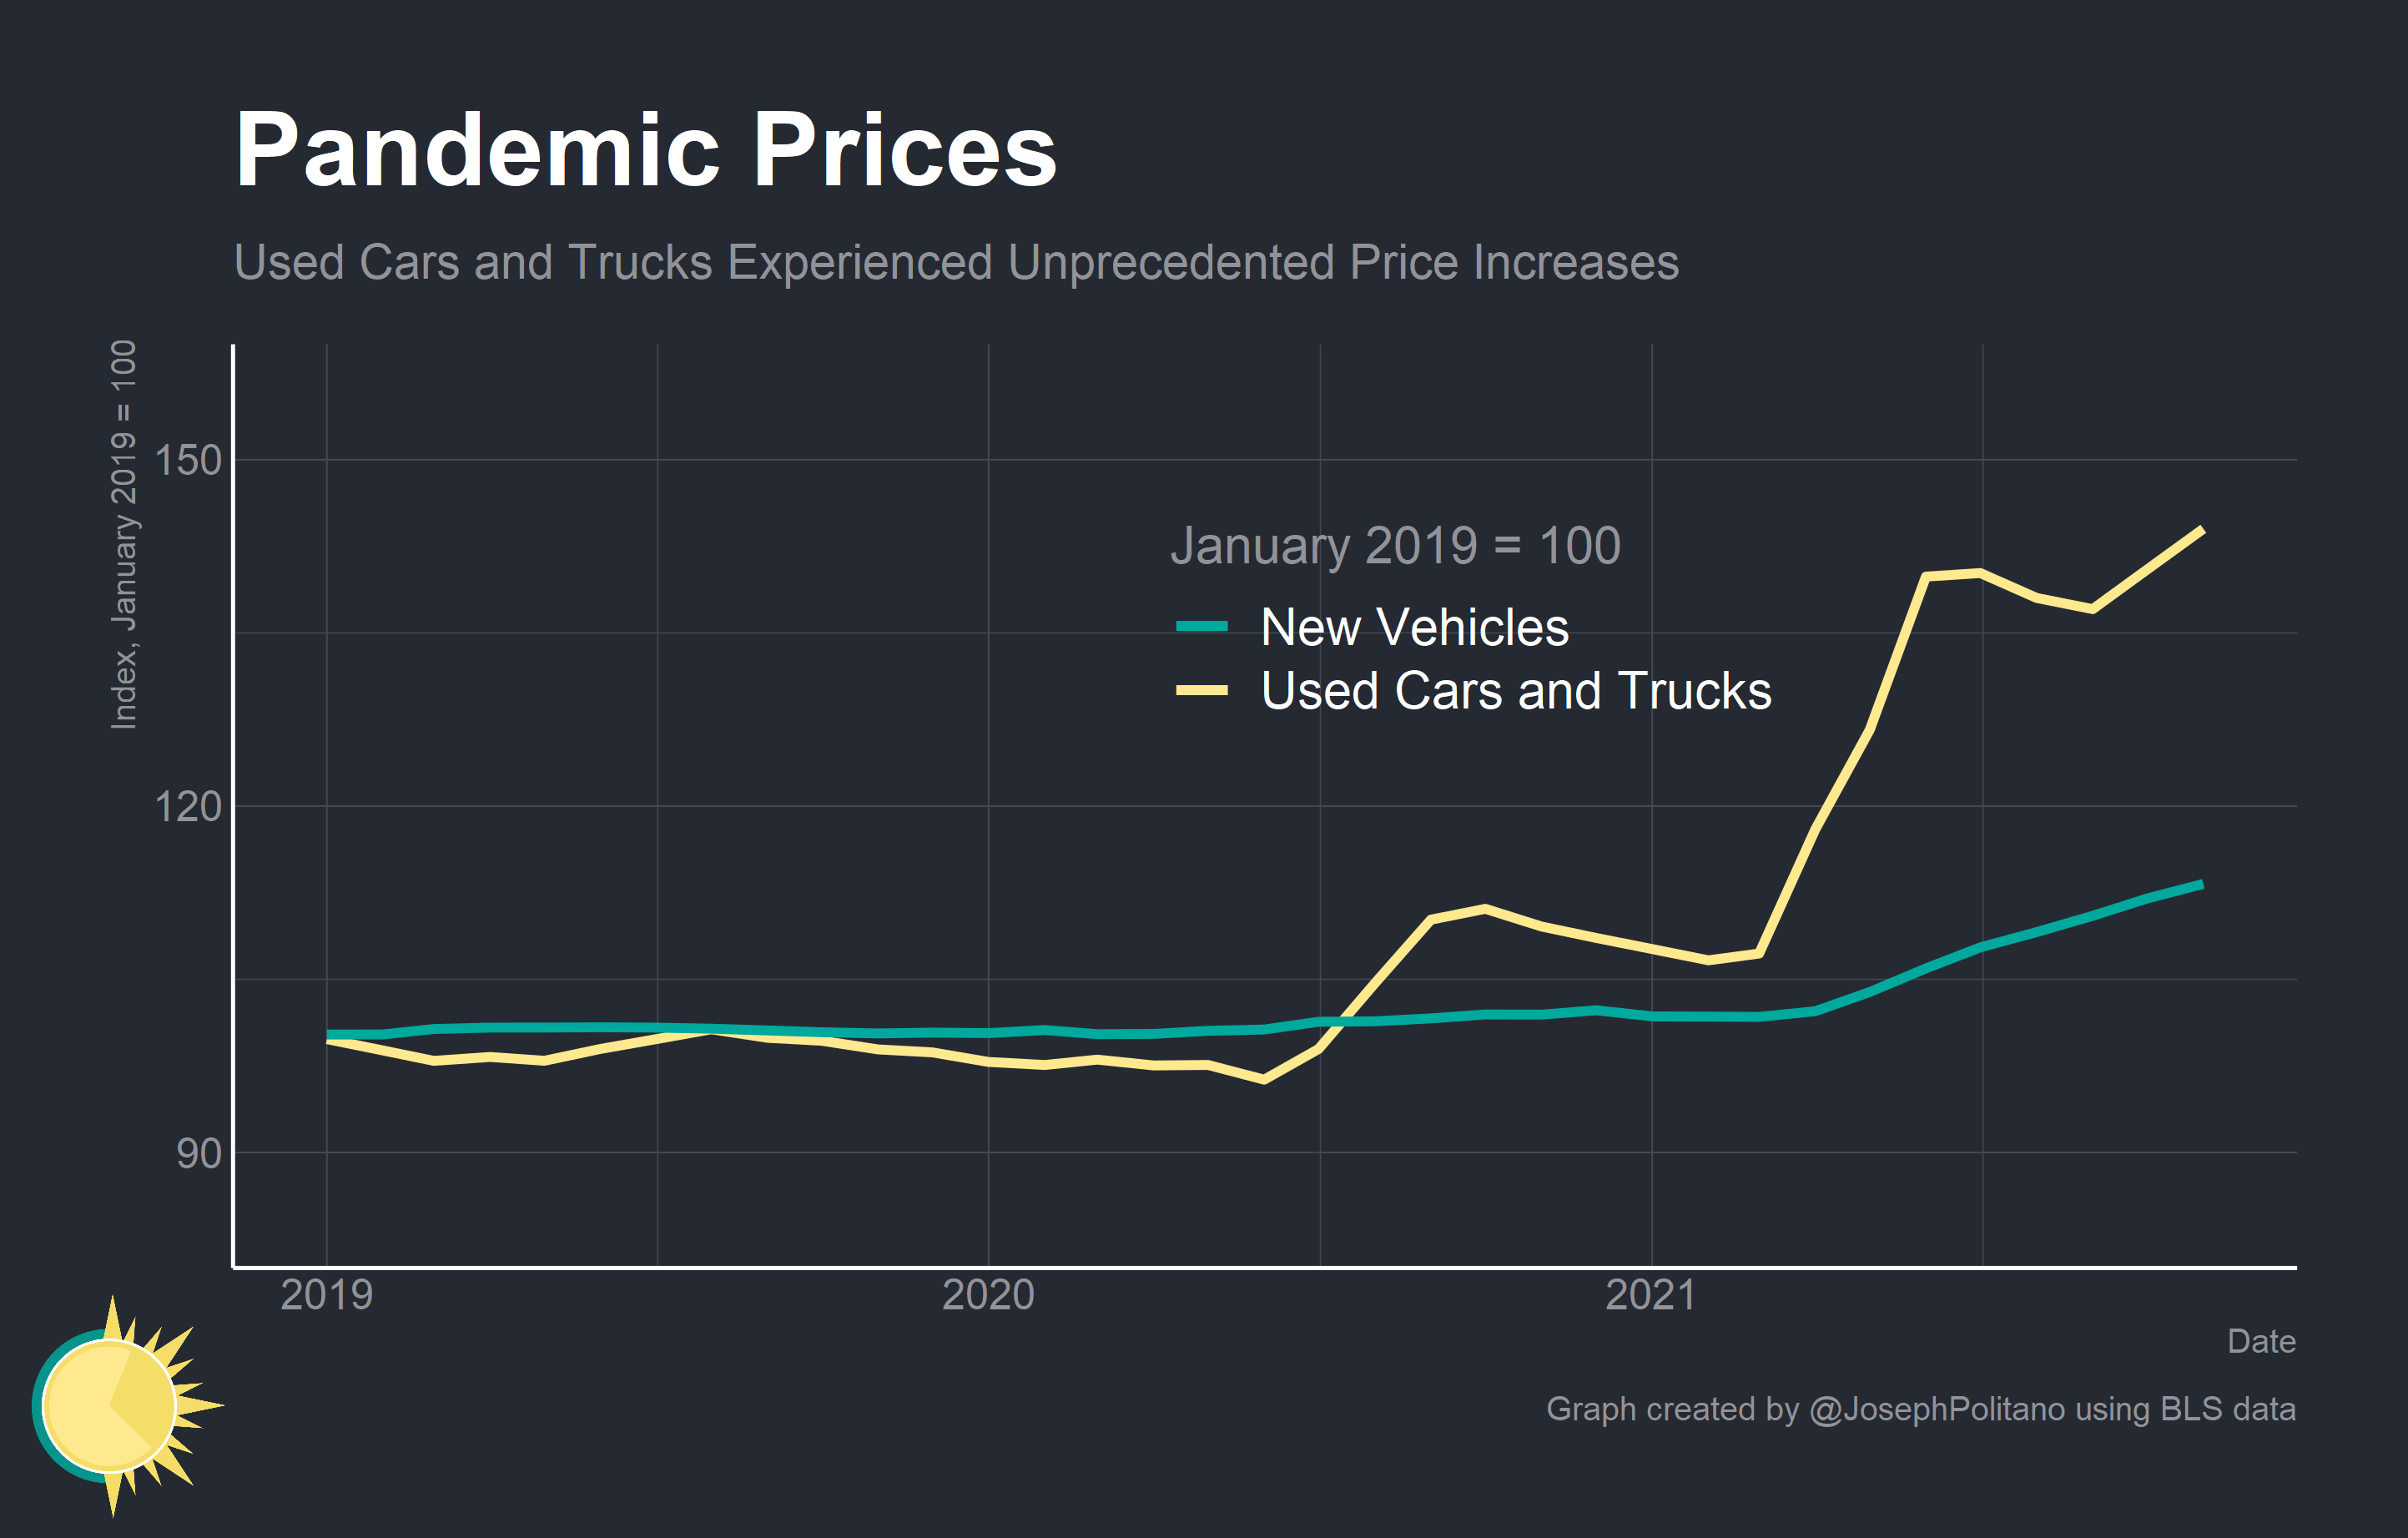 Pandemic Prices
Used Cars and Trucks Experienced Unprecedented Price Increases
Index, January 2019 = 100
150
120
90
January 2019 = 100
New Vehicles
Used Cars and Trucks
2019
2020
2021
Date
Graph created by @JosephPolitano using BLS data